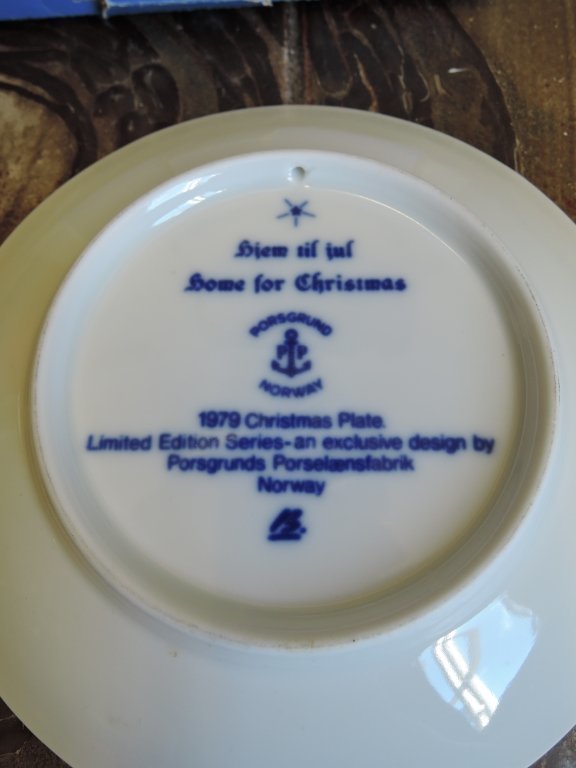 Hjem til jul
Home for Christmas
PORSGRUND
P P
NORWAY
1979 Christmas Plate.
Limited Edition Series-an exclusive design by
Porsgrunds Porselænsfabrik
Norway